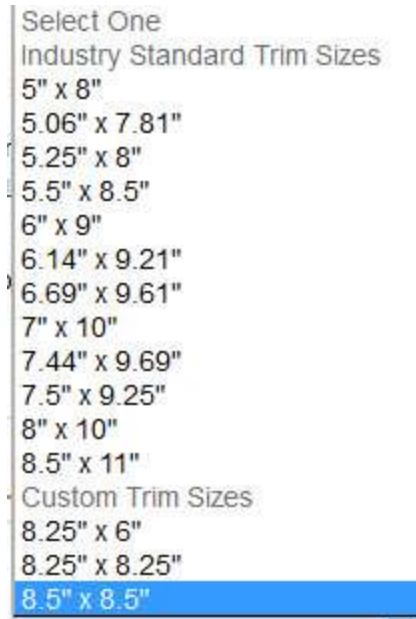 Select One
Industry Standard Trim Sizes
5" x 8"
5.06" x 7.81"
5.25" x 8"
5.5" x 8.5"
6" x 9"
6.14" x 9.21"
6.69" x 9.61"
7" x 10"
7.44" x 9.69"
7.5" x 9.25"
8" x 10"
8.5" x 11"
Custom Trim Sizes
8.25" x 6"
8.25" x 8.25"
8.5" x 8.5"